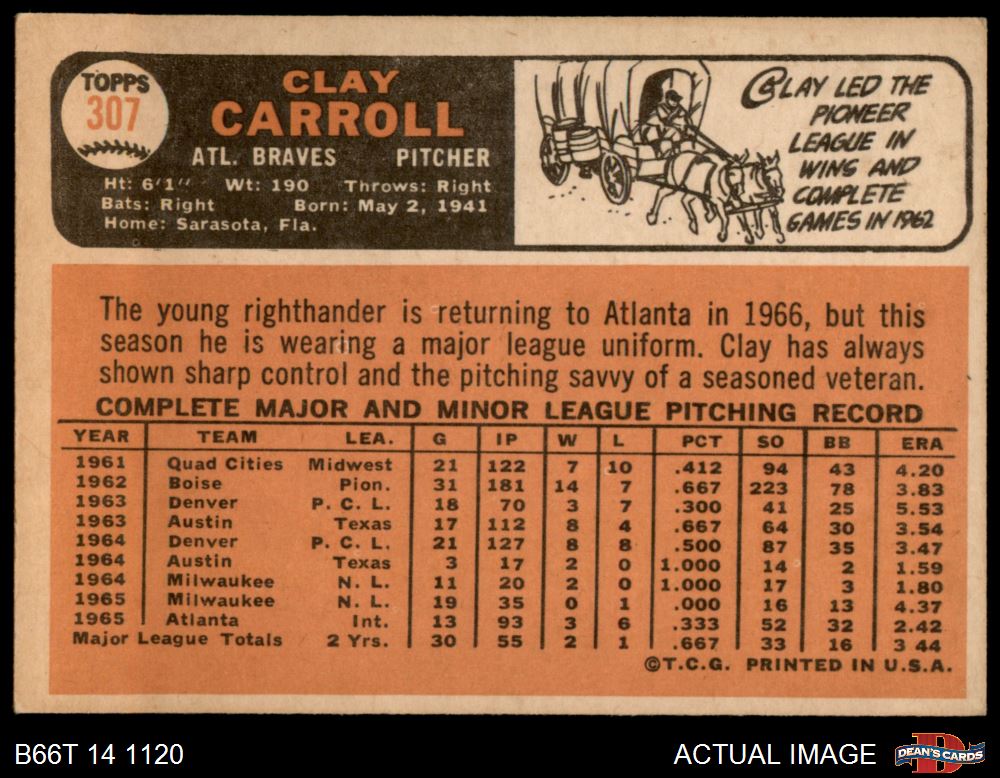 TOPPS
307
CLAY
CARROLL
ATL. BRAVES PITCHER
Ht: 6'1" Wt: 190 Throws: Right
Bats: Right Born: May 2, 1941
Home: Sarasota, Fla.
CLAY LED THE
PIONEER
LEAGUE IN
WINS AND
COMPLETE
GAMES IN 1962
The young righthander is returning to Atlanta in 1966, but this
season he is wearing a major league uniform. Clay has always
shown sharp control and the pitching savvy of a seasoned veteran.
COMPLETE MAJOR AND MINOR LEAGUE PITCHING RECORD
YEAR TEAM LEA. G IP W L PCT SO BB ERA
1961 Quad Cities Midwest 21 122 7 10 .412 94 43 4.20
1962 Boise Pion. 31 181 14 7 .667 223 78 3.83
1963 Denver P. C. L. 18 70 3 7 .300 41 25 5.53
1963 Austin Texas 17 112 8 4 .667 64 30 3.54
1964 Denver P. C. L. 21 127 8 8 .500 87 35 3.47
1964 Austin Texas 3 17 2 0 1.000 14 2 1.59
1964 Milwaukee N. L. 11 20 2 0 1.000 17 3 1.80
1965 Milwaukee N. L. 19 35 0 1 .000 16 13 4.37
1965 Atlanta Int. 13 93 3 6 .333 52 32 2.42
Major League Totals 2 Yrs. 30 55 2 1 .667 33 16 3 44
©T.C.G. PRINTED IN U.S.A.
B66T 14 1120
ACTUAL IMAGE
DEAN'S CARDS